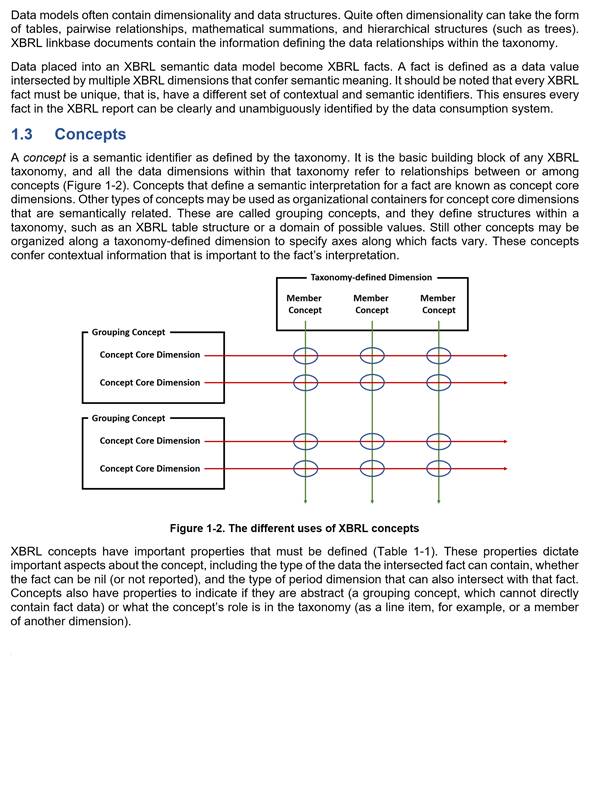 Data models often contain dimensionality and data structures. Quite often dimensionality can take the form
of tables, pairwise relationships, mathematical summations, and hierarchical structures (such as trees).
XBRL linkbase documents contain the information defining the data relationships within the taxonomy.
Data placed into an XBRL semantic data model become XBRL facts. A fact is defined as a data value
intersected by multiple XBRL dimensions that confer semantic meaning. It should be noted that every XBRL
fact must be unique, that is, have a different set of contextual and semantic identifiers. This ensures every
fact in the XBRL report can be clearly and unambiguously identified by the data consumption system.
1.3 Concepts
A concept is a semantic identifier as defined by the taxonomy. It is the basic building block of any XBRL
taxonomy, and all the data dimensions within that taxonomy refer to relationships between or among
concepts (Figure 1-2). Concepts that define a semantic interpretation for a fact are known as concept core
dimensions. Other types of concepts may be used as organizational containers for concept core dimensions
that are semantically related. These are called grouping concepts, and they define structures within a
taxonomy, such as an XBRL table structure or a domain of possible values. Still other concepts may be
organized along a taxonomy-defined dimension to specify axes along which facts vary. These concepts
confer contextual information that is important to the fact's interpretation.
Taxonomy-defined Dimension
Member Member Member
Concept Concept Concept
Grouping Concept
Concept Core Dimension
Concept Core Dimension
Grouping Concept
Concept Core Dimension
Concept Core Dimension
Figure 1-2. The different uses of XBRL concepts
XBRL concepts have important properties that must be defined (Table 1-1). These properties dictate
important aspects about the concept, including the type of the data the intersected fact can contain, whether
the fact can be nil (or not reported), and the type of period dimension that can also intersect with that fact.
Concepts also have properties to indicate if they are abstract (a grouping concept, which cannot directly
contain fact data) or what the concept's role is in the taxonomy (as a line item, for example, or a member
of another dimension).